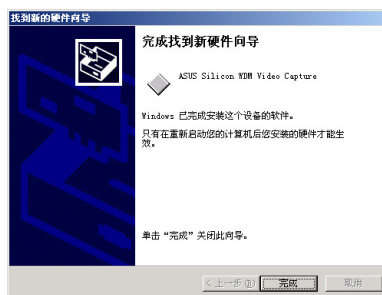 找到新的硬件向导
完成找到新硬件向导
ASUS Silicon WDM Video Capture
Windows 已完成安装这个设备的软件。
只有在重新启动您的计算机后您安装的硬件才能生
效。
单击“完成”关闭此向导。
<上一步(B) 完成 取消